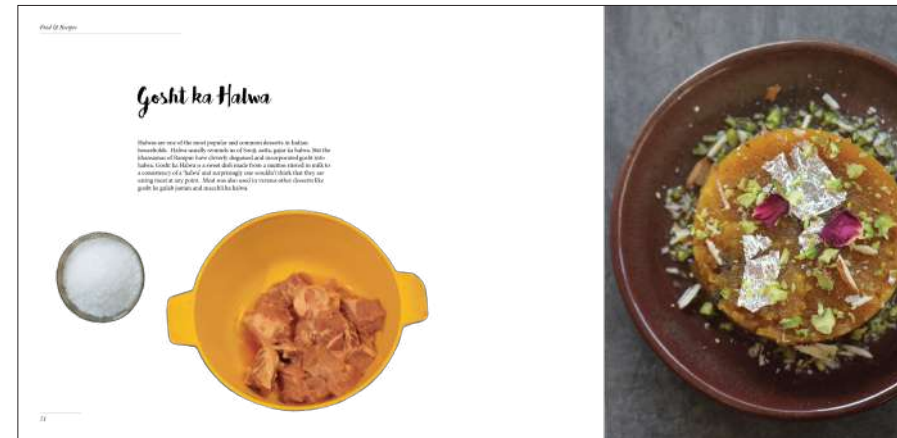 Food & Recipes
Gosht ka Halwa
Halwas are one of the most popular and common desserts in Indian
households. Halwa usually reminds us of Sooji, aatta, gajar ka halwa. But the
khansamas of Rampur have cleverly disguised and incorporated gosht into
halwa. Gosht ka Halwa is a sweet dish made from a mutton stirred in milk to
a consistency of a 'halwa' and surprisingly one wouldn't think that they are
eating meat at any point. Meat was also used in various other desserts like
gosht ka gulab jamun and machli ka halwa